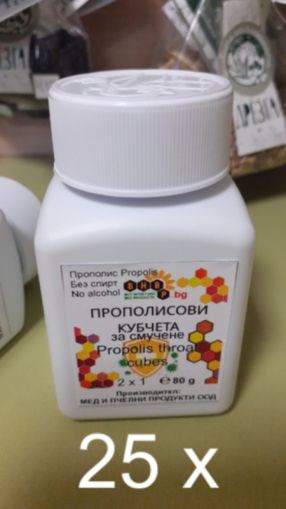 Прополис Propolis
Без спирт
No alcohol
БНВ
Р.bg
ПРОПОЛИСОВИ
КУБЧЕТА
за смучене
Propolis throat
cubes
2 x 1 ℮ 80 g
Производител:
МЕД И ПЧЕЛНИ ПРОДУКТИ ООД
25 x